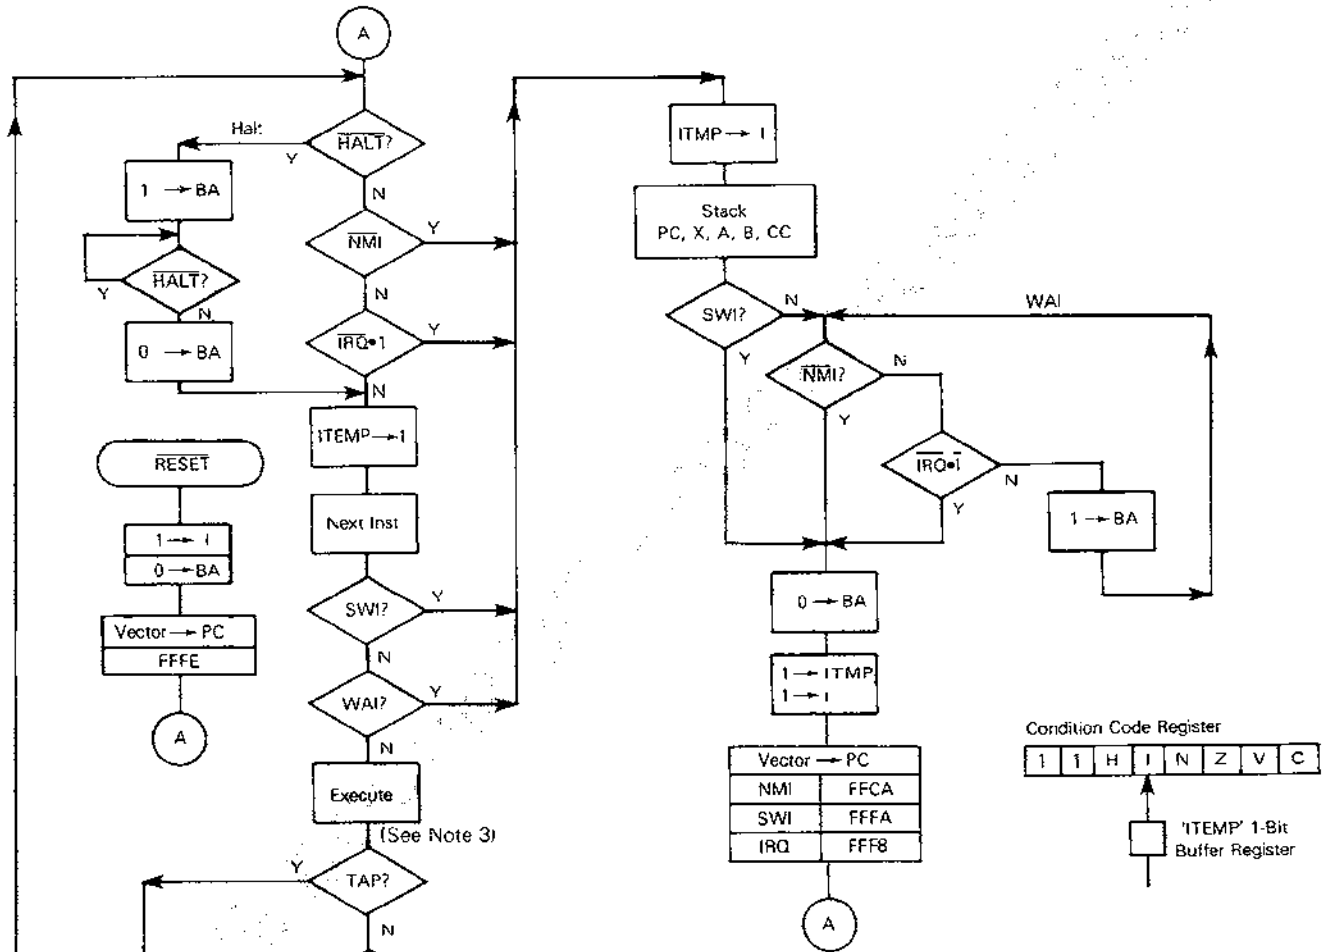 A
Halt
HALT?
Y
N
1 → BA
NMI
Y
N
HALT?
Y
N
IRQ•1
Y
N
0 → BA
ITEMP→1
RESET
Next Inst
1 → I
0 → BA
SWI?
Y
N
Vector → PC
FFFE
WAI?
Y
N
A
Execute
(See Note 3)
TAP?
Y
N
ITMP → I
Stack
PC, X, A, B, CC
SWI?
N
Y
WAI
NMI?
N
Y
IRQ•1
N
Y
1 → BA
0 → BA
1 → ITMP
1 → I
Vector → PC
NMI FFCA
SWI FFFA
IRQ FFF8
A
Condition Code Register
1 1 H I N Z V C
'ITEMP' 1-Bit
Buffer Register